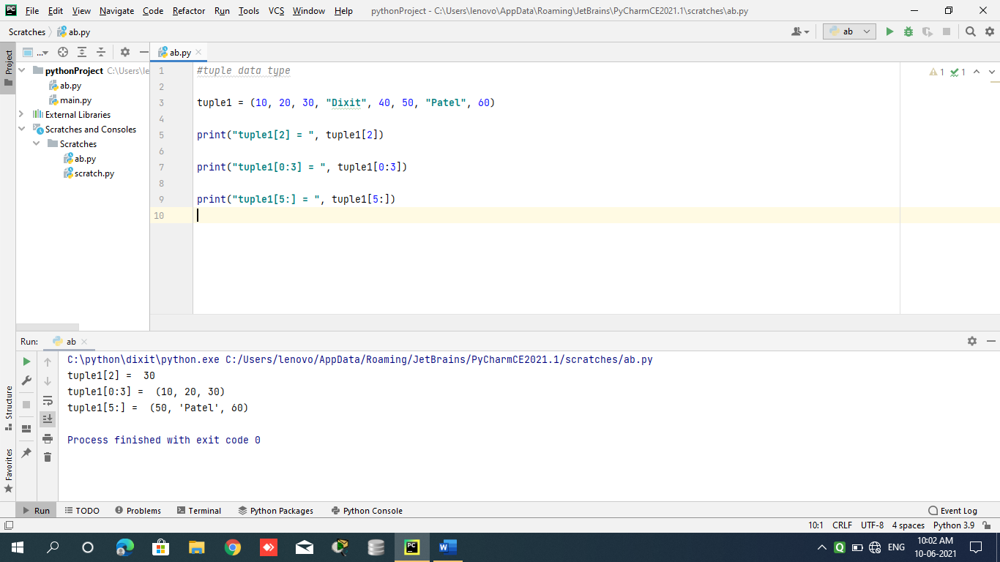 File Edit View Navigate Code Refactor Run Tools VCS Window Help pythonProject - C:\Users\lenovo\AppData\Roaming\JetBrains\PyCharmCE2021.1\scratches\ab.py
Scratches ab.py
ab
Project
...
ab.py
pythonProject C:\Users\le
ab.py
main.py
External Libraries
Scratches and Consoles
Scratches
ab.py
scratch.py
1 #tuple data type
2
3 tuple1 = (10, 20, 30, "Dixit", 40, 50, "Patel", 60)
4
5 print("tuple1[2] = ", tuple1[2])
6
7 print("tuple1[0:3] = ", tuple1[0:3])
8
9 print("tuple1[5:] = ", tuple1[5:])
10
1 1
Run: ab
C:\python\dixit\python.exe C:/Users/lenovo/AppData/Roaming/JetBrains/PyCharmCE2021.1/scratches/ab.py
tuple1[2] =  30
tuple1[0:3] =  (10, 20, 30)
tuple1[5:] =  (50, 'Patel', 60)
Process finished with exit code 0
Structure
Favorites
Run TODO Problems Terminal Python Packages Python Console Event Log
10:1 CRLF UTF-8 4 spaces Python 3.9
PC W Q ENG 10:02 AM
10-06-2021